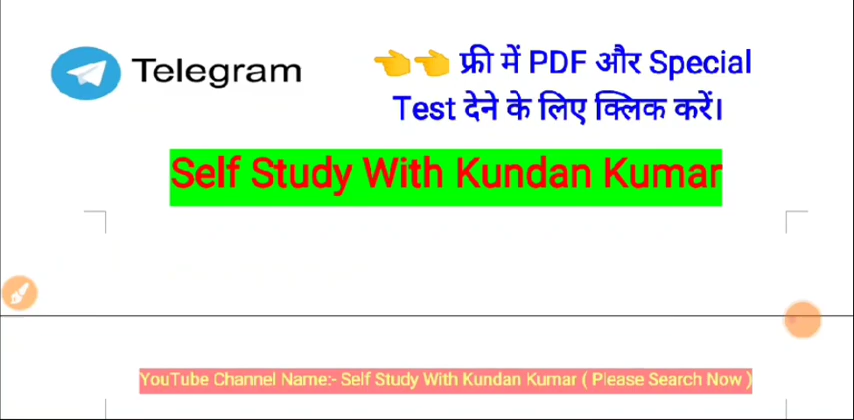 Telegram
👈👈 फ्री में PDF और Special
Test देने के लिए क्लिक करें।
Self Study With Kundan Kumar
YouTube Channel Name:- Self Study With Kundan Kumar ( Please Search Now )